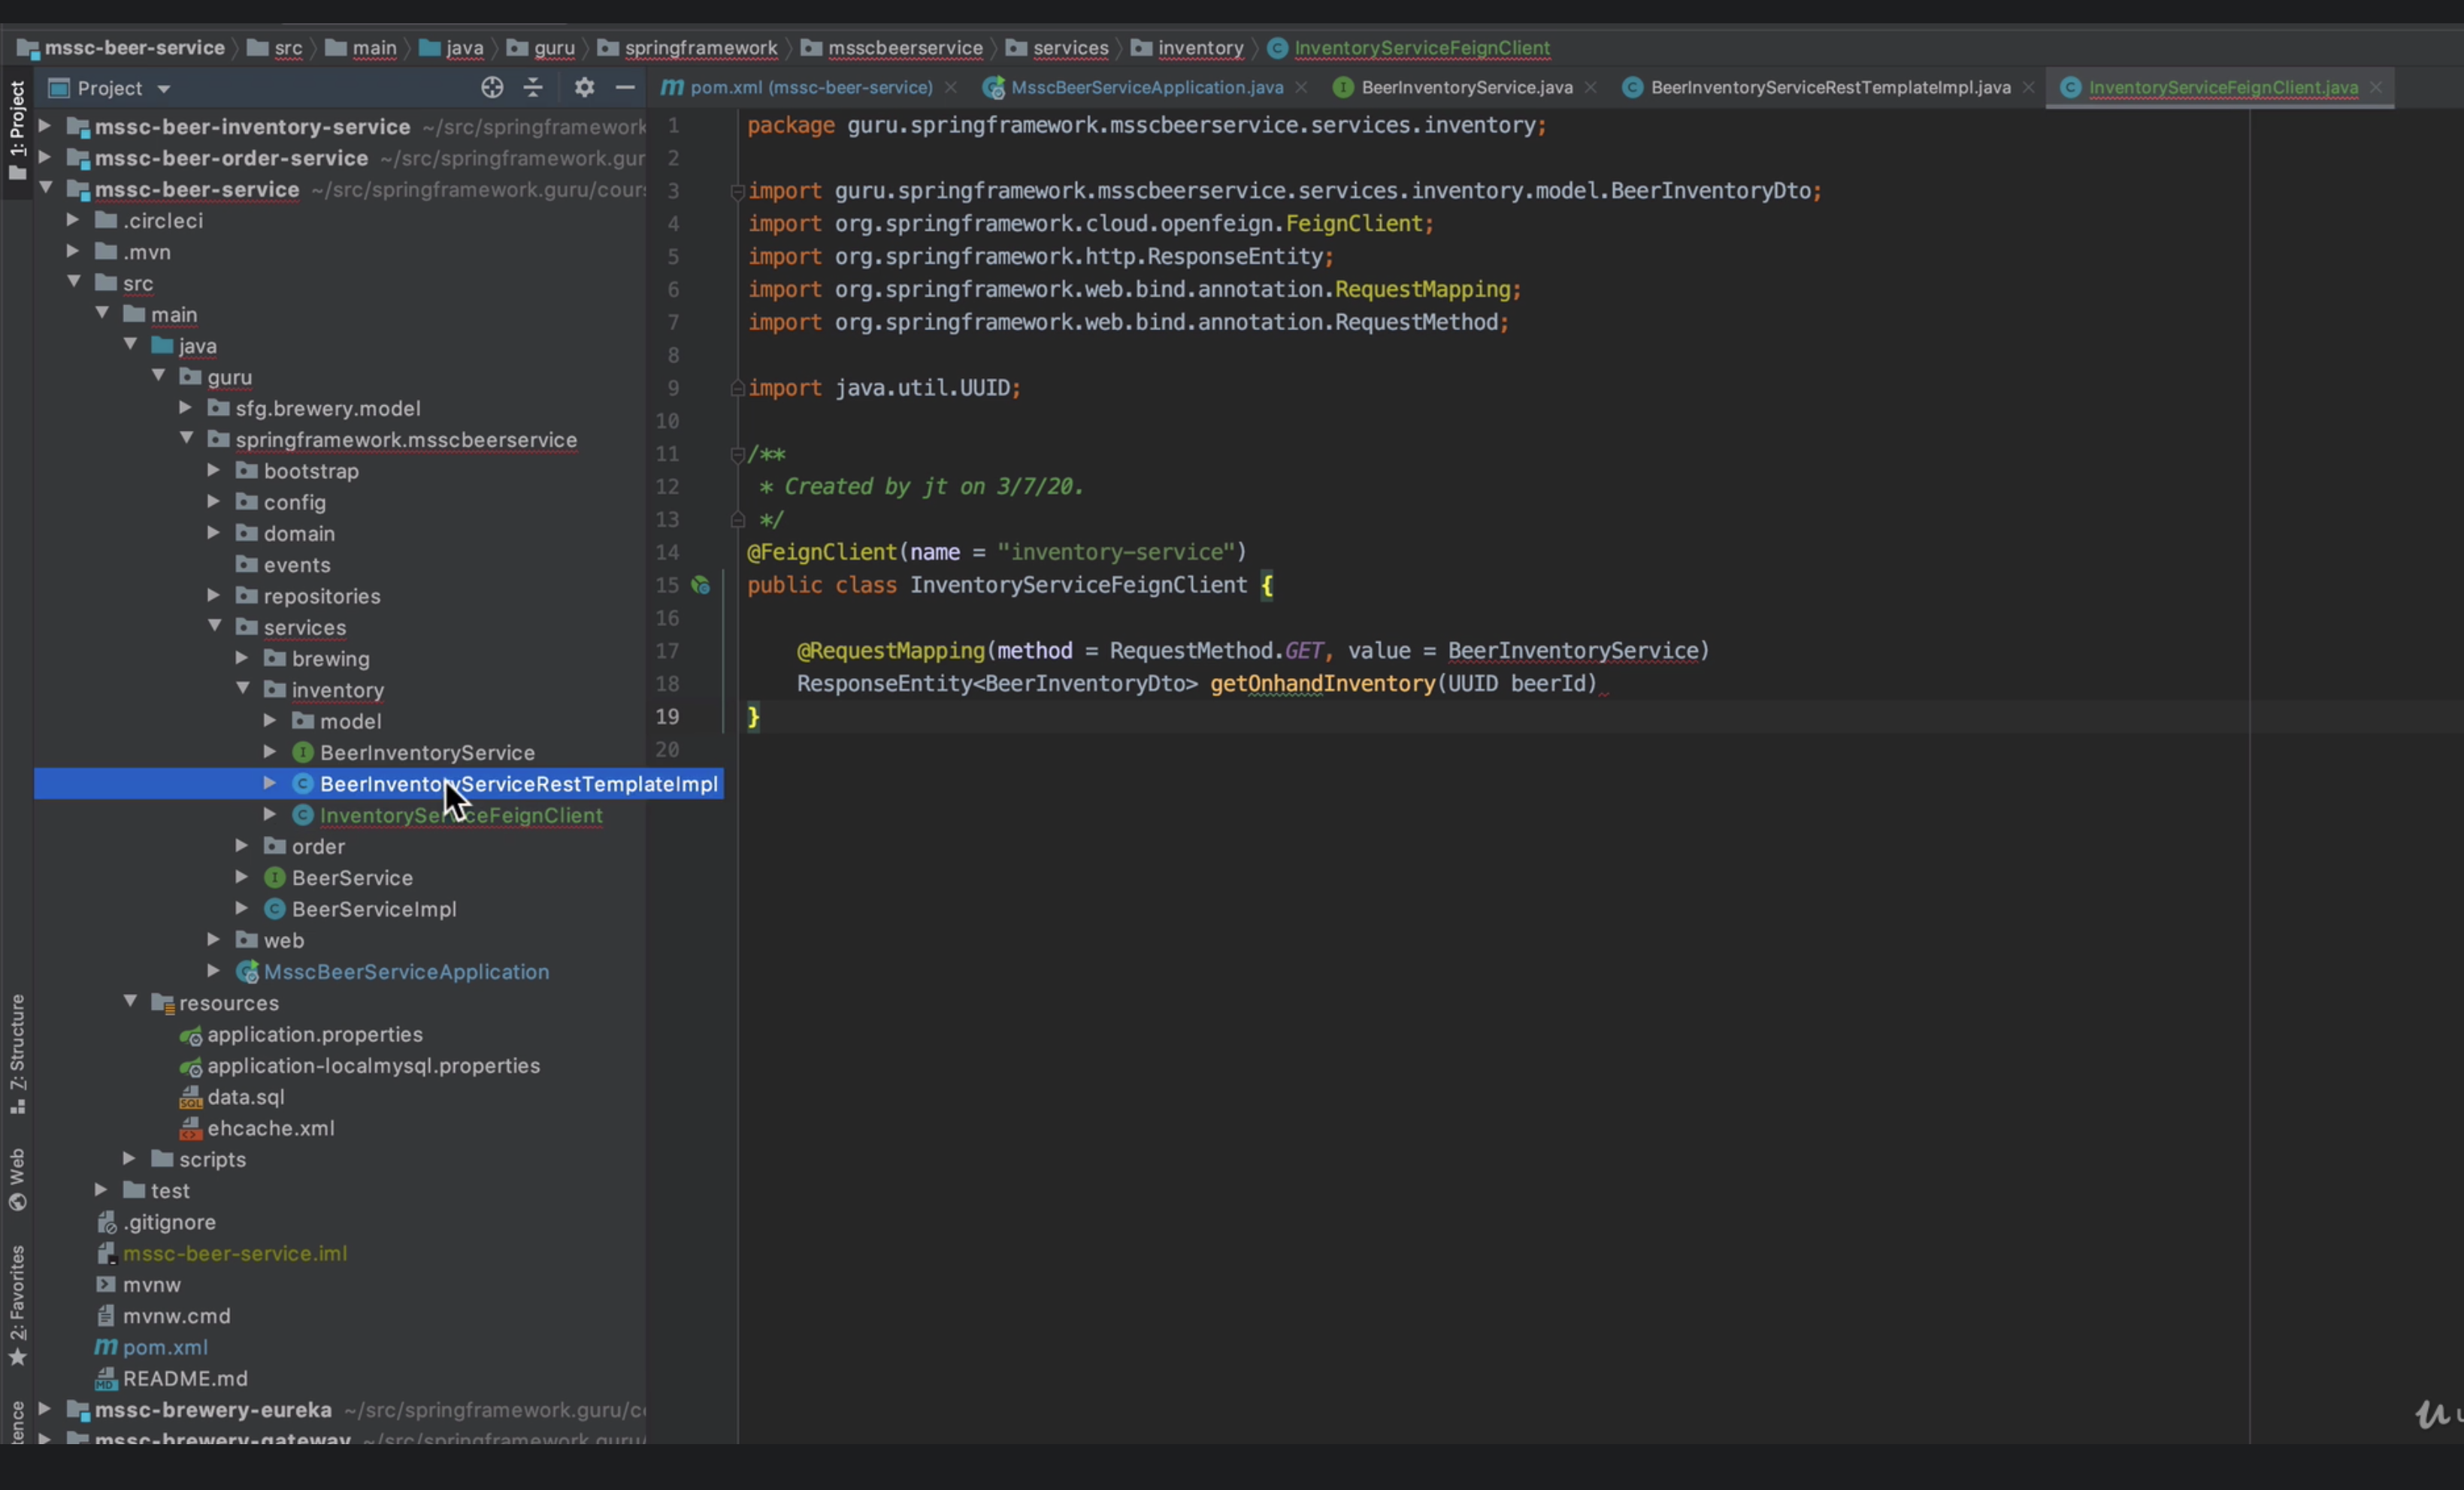 mssc-beer-service src main java guru springframework msscbeerservice services inventory InventoryServiceFeignClient
Project
pom.xml (mssc-beer-service) MsscBeerServiceApplication.java BeerInventoryService.java BeerInventoryServiceRestTemplateImpl.java InventoryServiceFeignClient.java
1: Project
7: Structure
Web
2: Favorites
mssc-beer-inventory-service ~/src/springframework
mssc-beer-order-service ~/src/springframework.gur
mssc-beer-service ~/src/springframework.guru/cour
.circleci
.mvn
src
main
java
guru
sfg.brewery.model
springframework.msscbeerservice
bootstrap
config
domain
events
repositories
services
brewing
inventory
model
BeerInventoryService
BeerInventoryServiceRestTemplateImpl
InventoryServiceFeignClient
order
BeerService
BeerServiceImpl
web
MsscBeerServiceApplication
resources
application.properties
application-localmysql.properties
data.sql
ehcache.xml
scripts
test
.gitignore
mssc-beer-service.iml
mvnw
mvnw.cmd
pom.xml
README.md
mssc-brewery-eureka ~/src/springframework.guru/c
mssc-brewery-gateway ~/src/springframework.guru/
1 package guru.springframework.msscbeerservice.services.inventory;
2
3 import guru.springframework.msscbeerservice.services.inventory.model.BeerInventoryDto;
4 import org.springframework.cloud.openfeign.FeignClient;
5 import org.springframework.http.ResponseEntity;
6 import org.springframework.web.bind.annotation.RequestMapping;
7 import org.springframework.web.bind.annotation.RequestMethod;
8
9 import java.util.UUID;
10
11 /**
12 * Created by jt on 3/7/20.
13 */
14 @FeignClient(name = "inventory-service")
15 public class InventoryServiceFeignClient {
16
17 @RequestMapping(method = RequestMethod.GET, value = BeerInventoryService)
18 ResponseEntity<BeerInventoryDto> getOnhandInventory(UUID beerId)
19 }
20